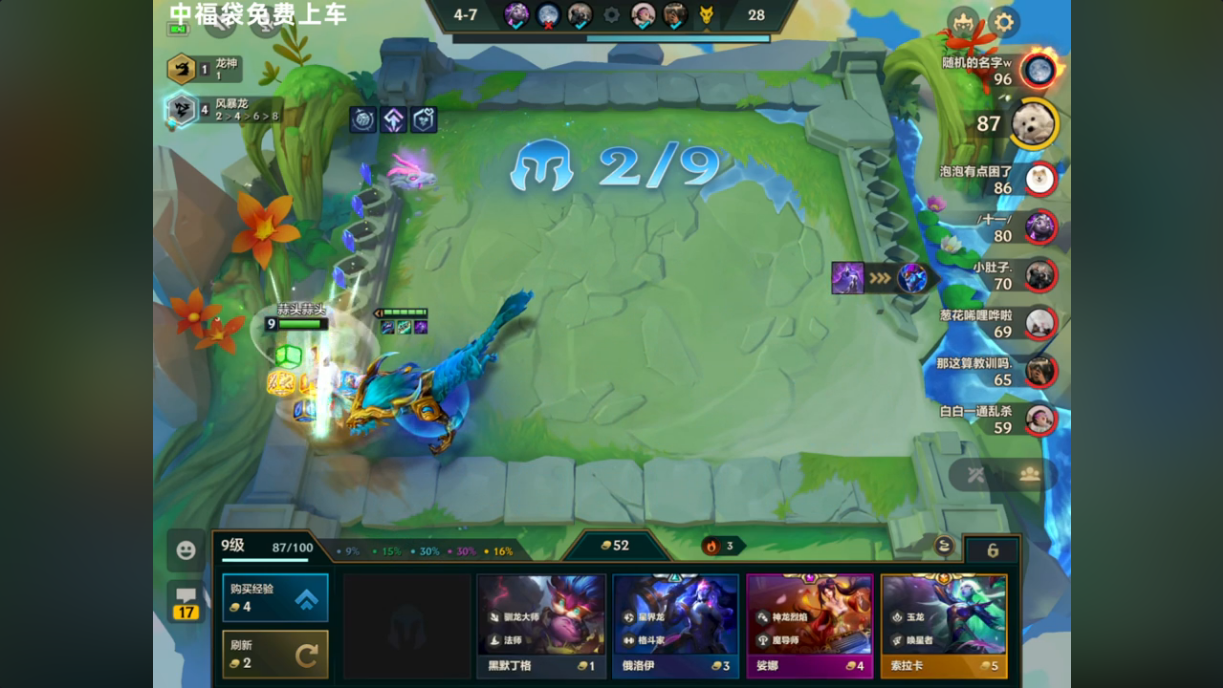 中福袋免费上车
4-7
28
1 龙神
1
4 风暴龙
2 > 4 > 6 > 8
2/9
随机的名字w
96
87
泡泡有点困了
86
/十一/
80
小肚子.
70
葱花唏哩哗啦
69
那这算教训吗.
65
白白一通乱杀
59
蒜头蒜头
9
9级
87/100
9%
15%
30%
30%
16%
52
3
6
购买经验
4
刷新
2
17
驯龙大师
法师
黑默丁格
1
星界龙
格斗家
俄洛伊
3
神龙烈焰
魔导师
娑娜
4
玉龙
唤星者
索拉卡
5